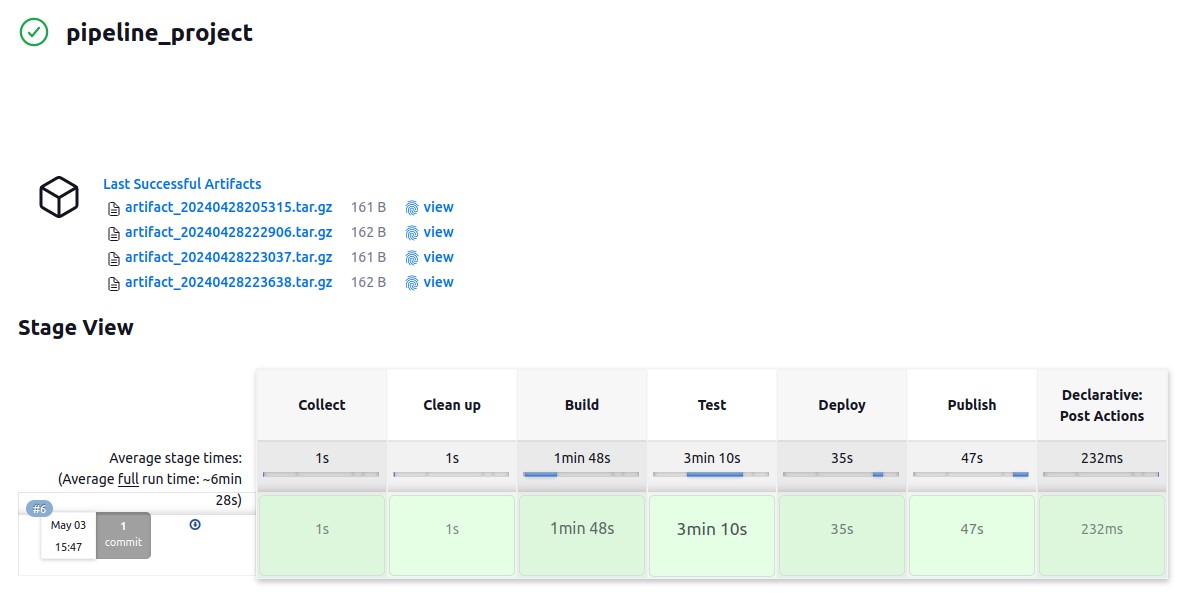 pipeline_project
Last Successful Artifacts
artifact_20240428205315.tar.gz 161 B view
artifact_20240428222906.tar.gz 162 B view
artifact_20240428223037.tar.gz 161 B view
artifact_20240428223638.tar.gz 162 B view
Stage View
Collect Clean up Build Test Deploy Publish Declarative:
Post Actions
Average stage times: 1s 1s 1min 48s 3min 10s 35s 47s 232ms
(Average full run time: ~6min
28s)
#6
May 03 1
15:47 commit
1s 1s 1min 48s 3min 10s 35s 47s 232ms